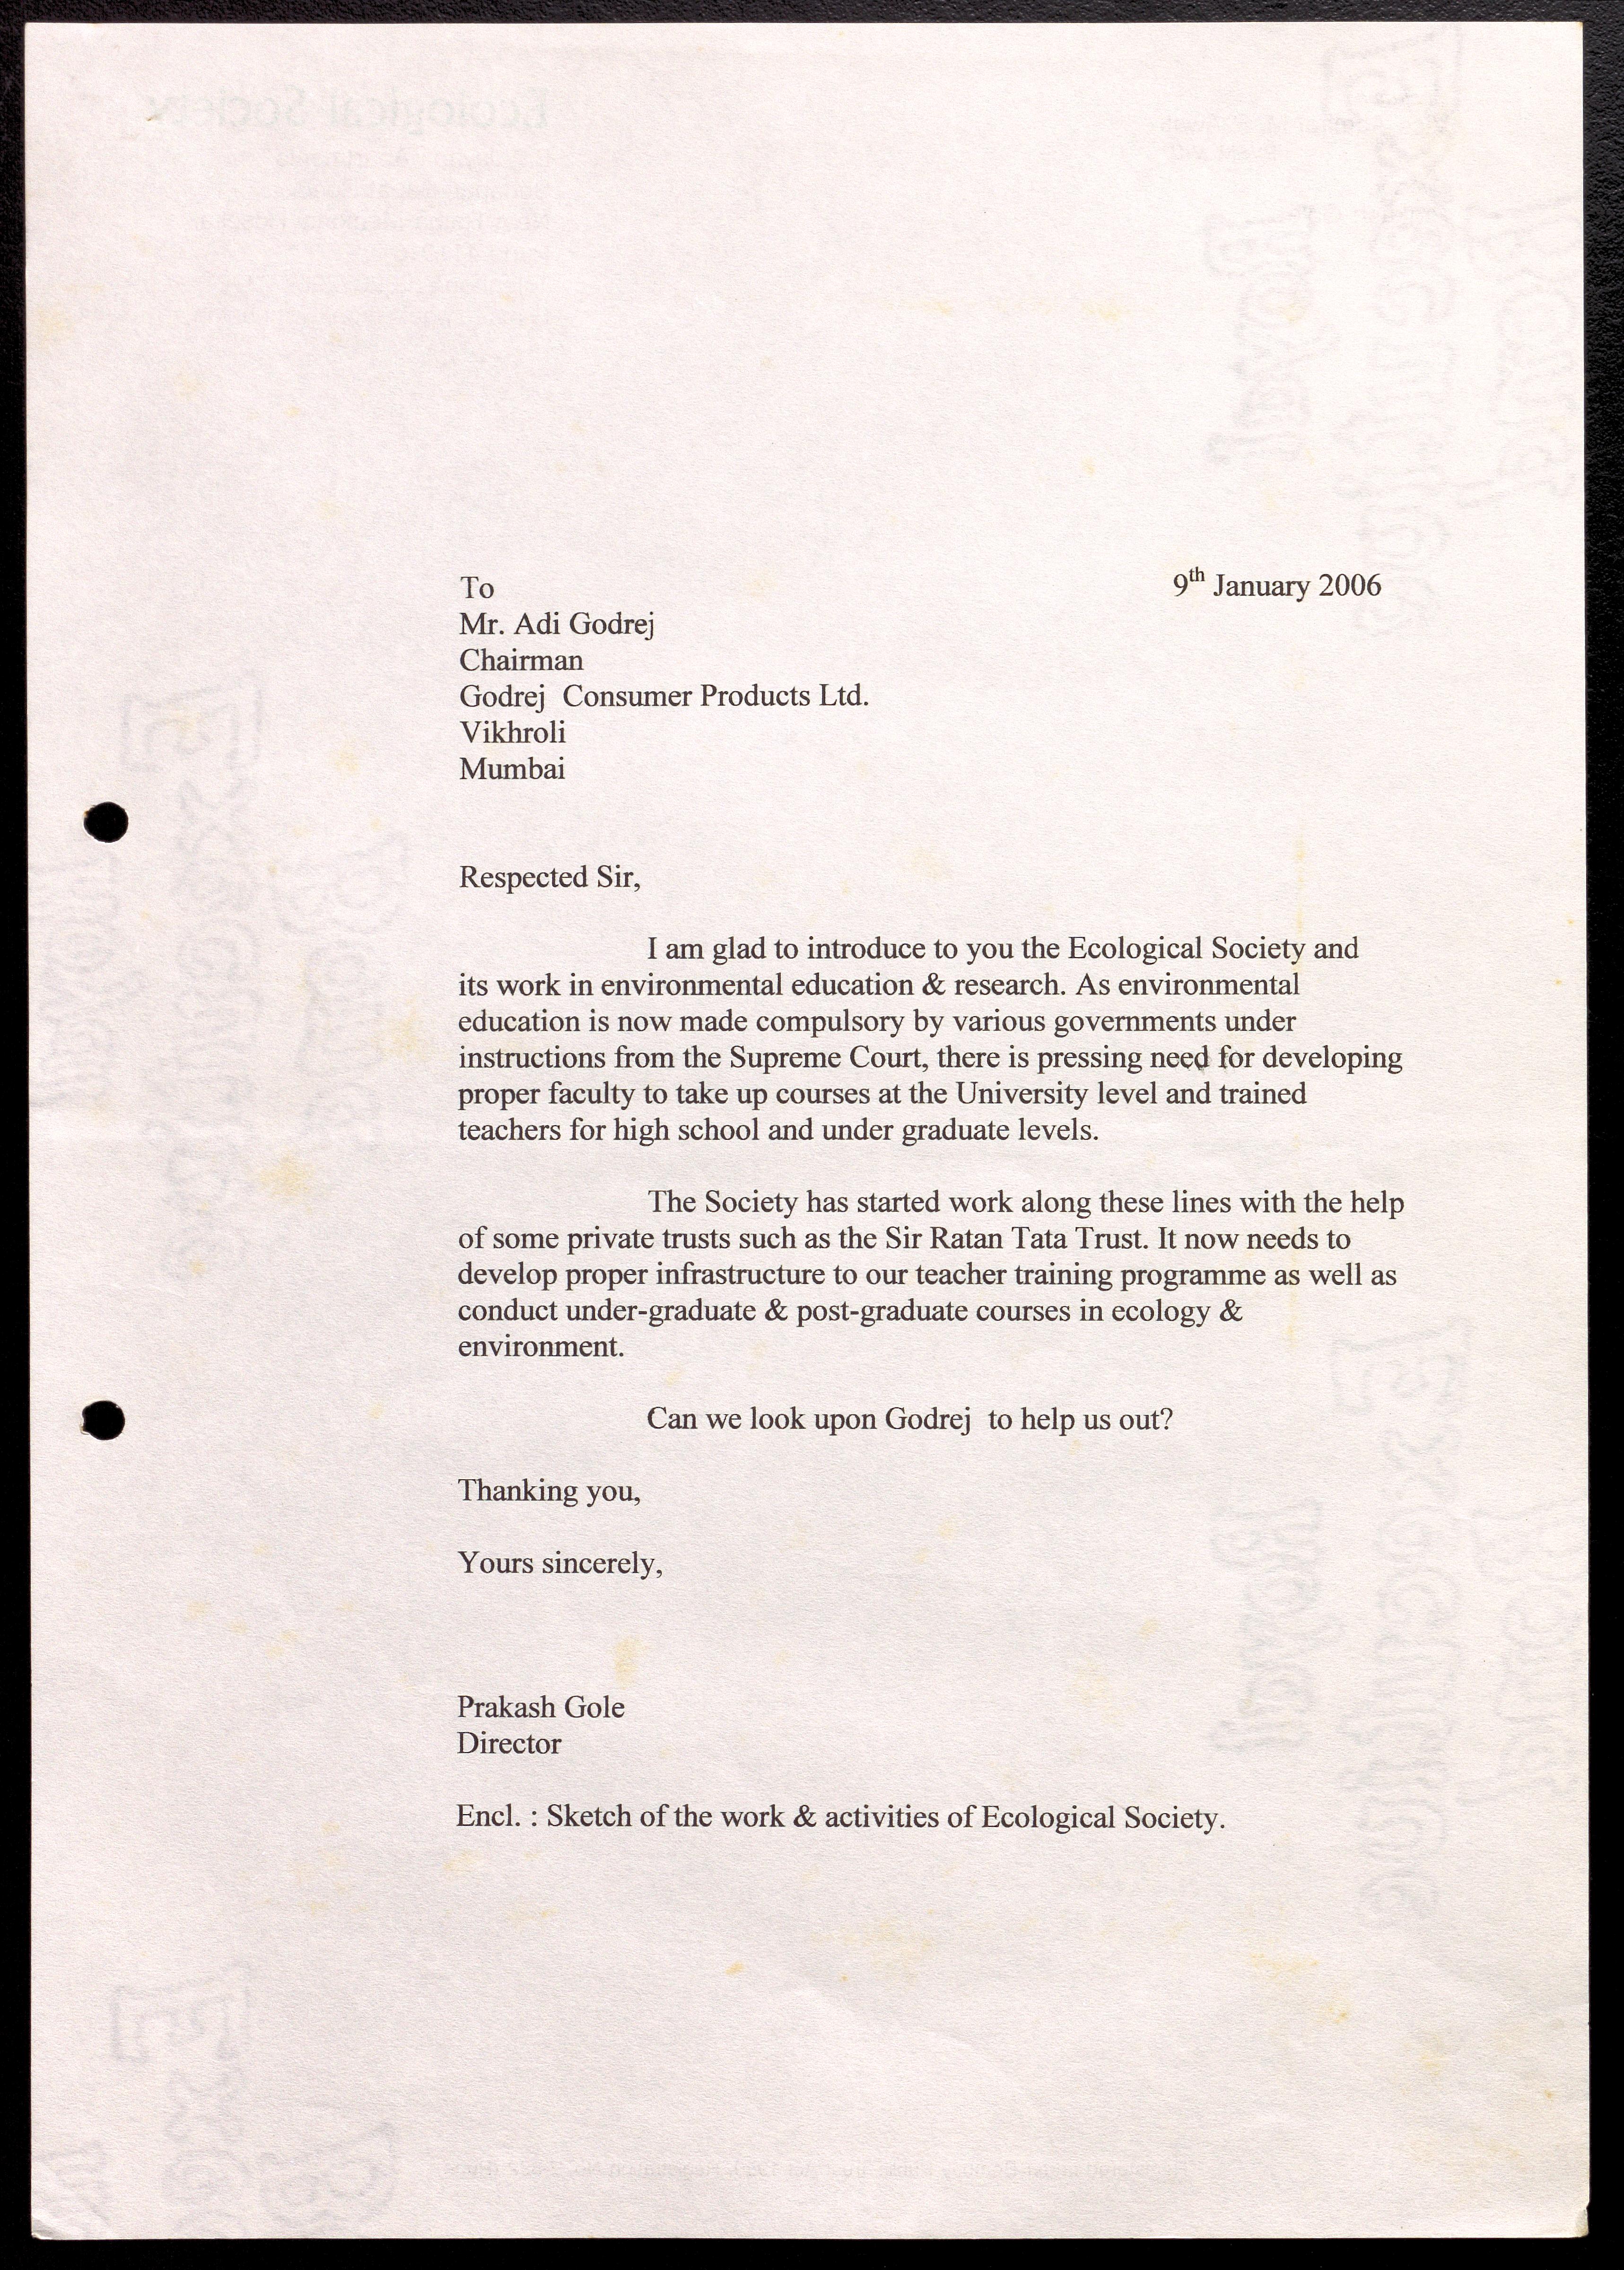 Ecological Society
To
9th January 2006
Mr. Adi Godrej
Chairman
Godrej  Consumer Products Ltd.
Vikhroli
Mumbai
Respected Sir,
I am glad to introduce to you the Ecological Society and
its work in environmental education & research. As environmental
education is now made compulsory by various governments under
instructions from the Supreme Court, there is pressing need for developing
proper faculty to take up courses at the University level and trained
teachers for high school and under graduate levels.
The Society has started work along these lines with the help
of some private trusts such as the Sir Ratan Tata Trust. It now needs to
develop proper infrastructure to our teacher training programme as well as
conduct under-graduate & post-graduate courses in ecology &
environment.
Can we look upon Godrej  to help us out?
Thanking you,
Yours sincerely,
Prakash Gole
Director
Encl. : Sketch of the work & activities of Ecological Society.